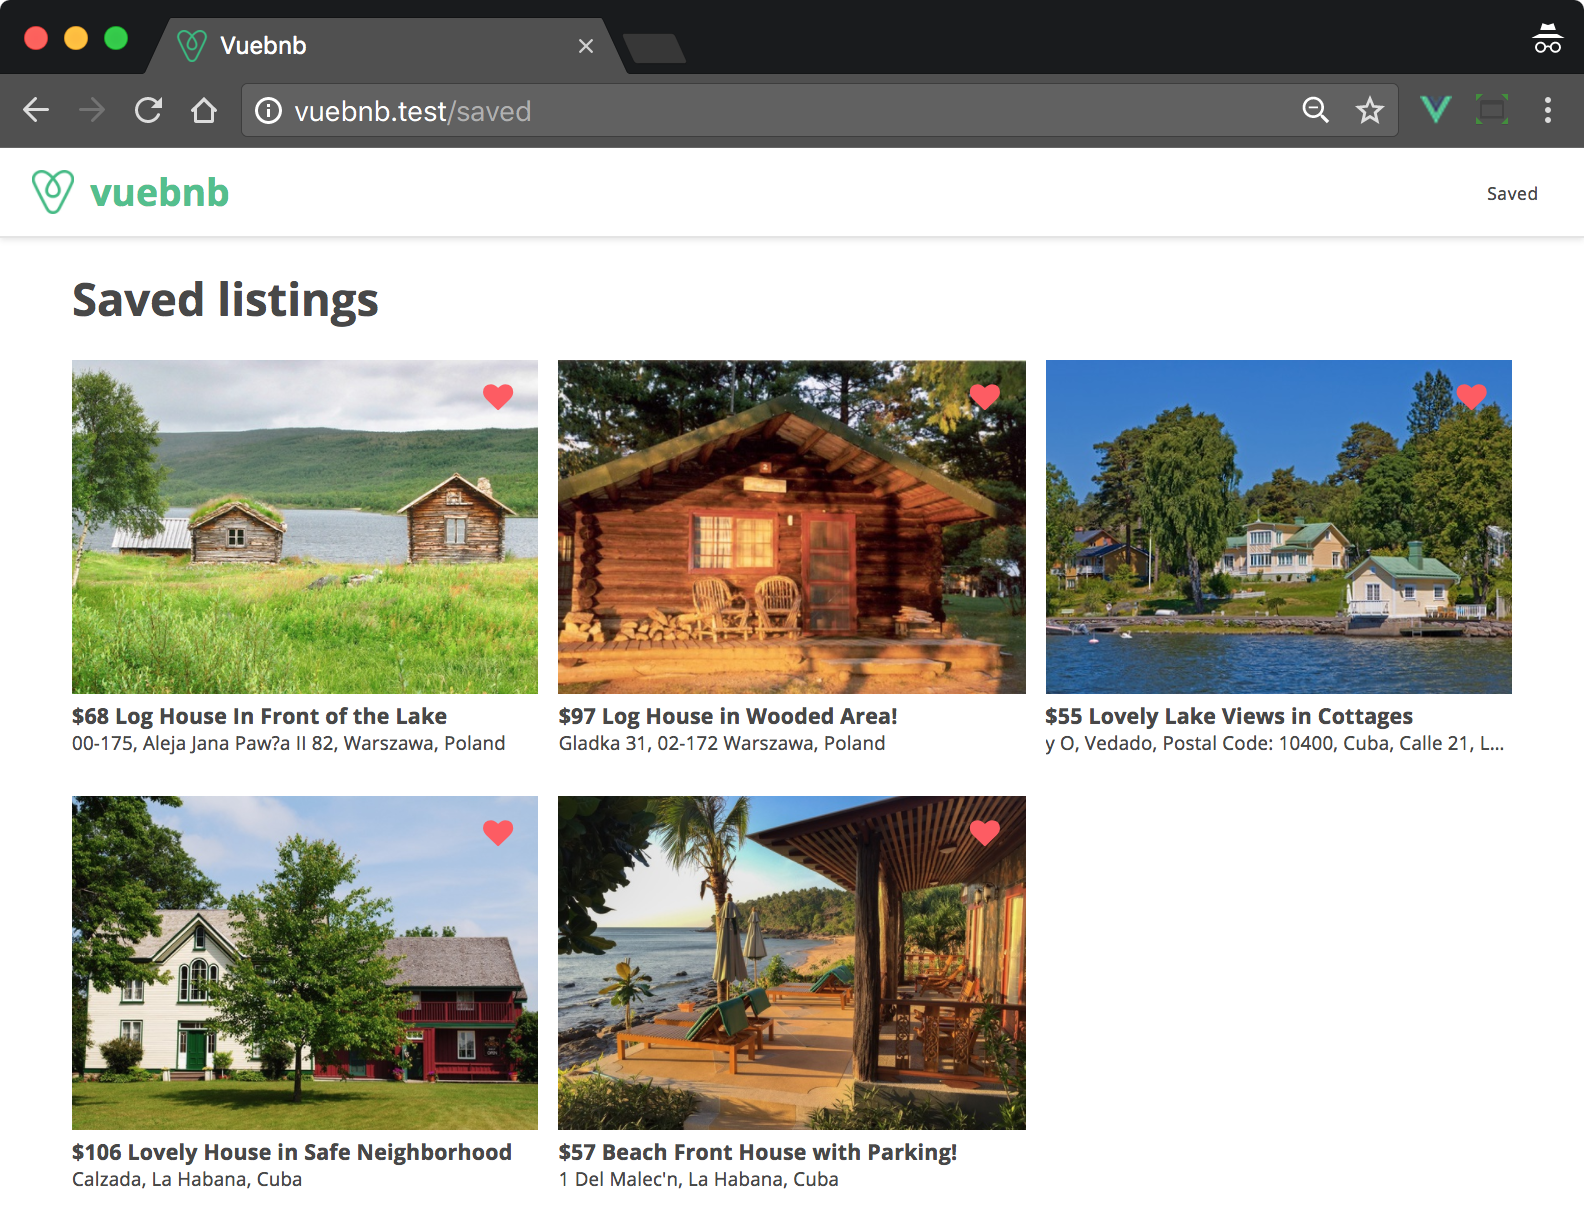 Vuebnb
vuebnb.test/saved
vuebnb
Saved
Saved listings
$68 Log House In Front of the Lake
00-175, Aleja Jana Paw?a II 82, Warszawa, Poland
$97 Log House in Wooded Area!
Gladka 31, 02-172 Warszawa, Poland
$55 Lovely Lake Views in Cottages
y O, Vedado, Postal Code: 10400, Cuba, Calle 21, L...
$106 Lovely House in Safe Neighborhood
Calzada, La Habana, Cuba
$57 Beach Front House with Parking!
1 Del Malec'n, La Habana, Cuba